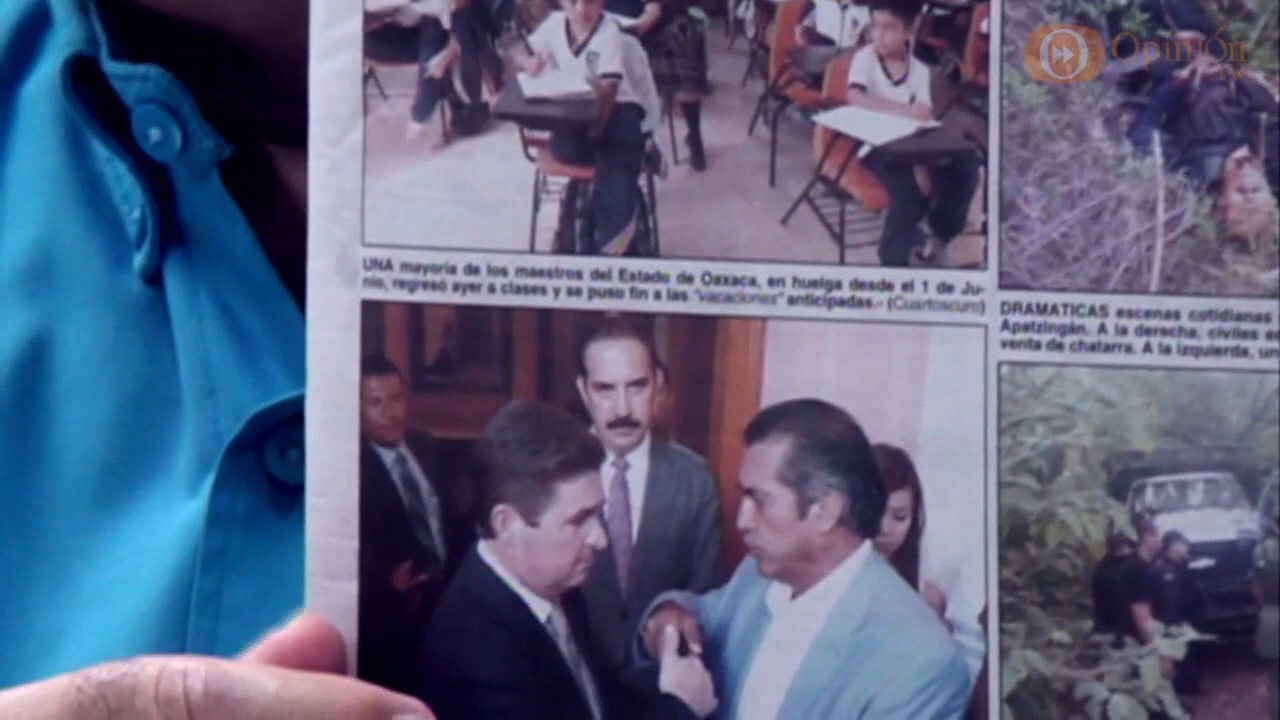 Opinión
UNA mayoría de los maestros del Estado de Oaxaca, en huelga desde el 1 de Ju-
nio, regresó ayer a clases y se puso fin a las "vacaciones" anticipadas.- (Cuartoscuro)
DRAMATICAS escenas cotidianas
Apatzingán. A la derecha, civiles
venta de chatarra. A la izquierda, un